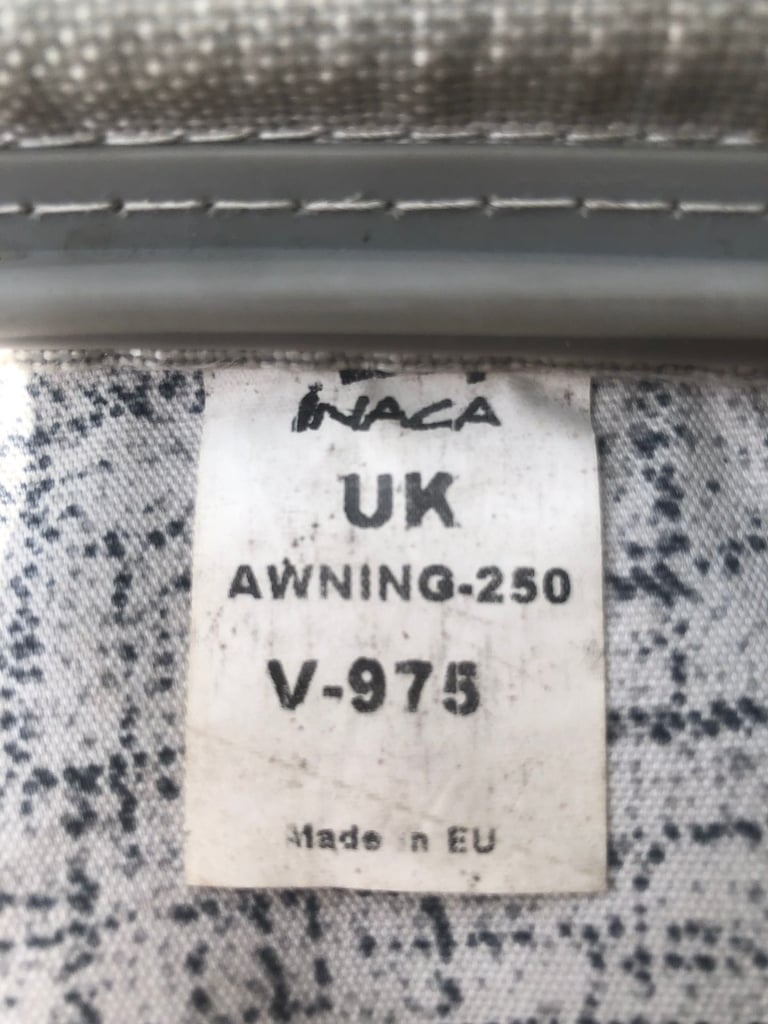 INACA
UK
AWNING-250
V-975
Made in EU